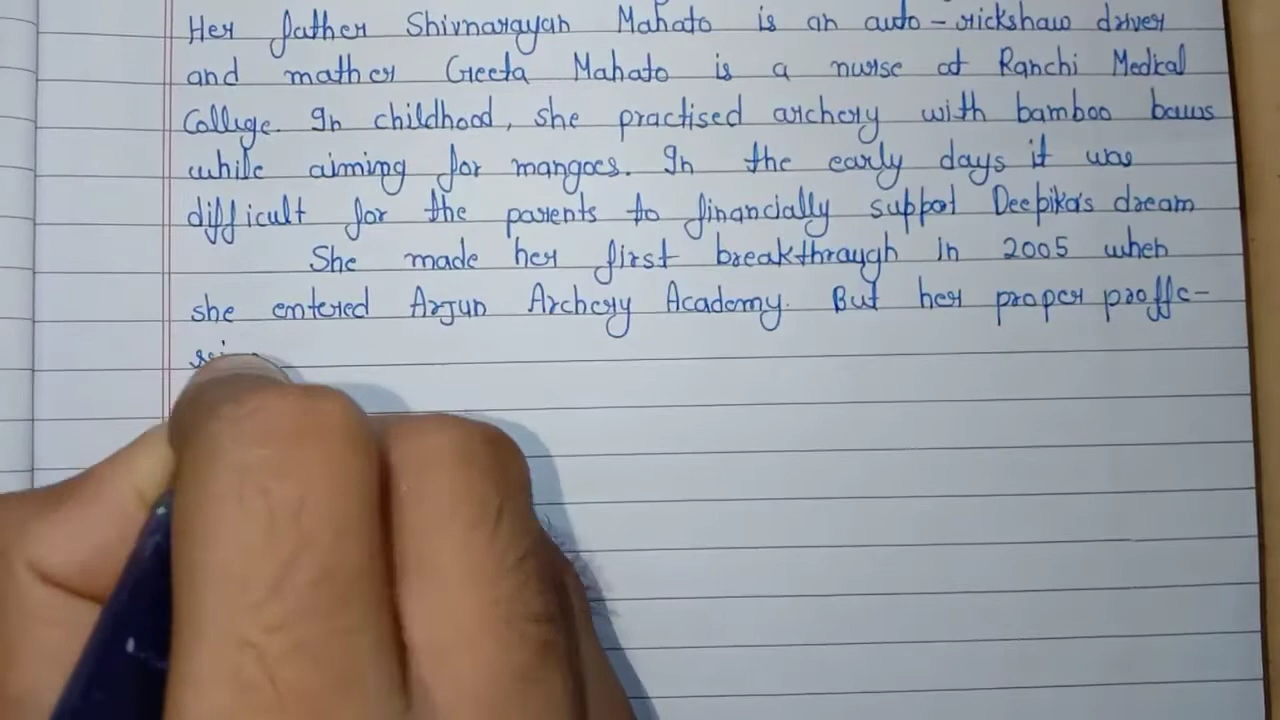 Her father Shivnarayan Mahato is an auto-rickshaw driver
and mather Geeta Mahato is a nurse at Ranchi Medical
College. In childhood, she practised archery with bamboo bows
while aiming for mangoes. In the early days it was
difficult for the parents to financially support Deepika's dream
She made her first breakthraugh in 2005 when
she entered Arjun Archery Academy. But her proper proffe-